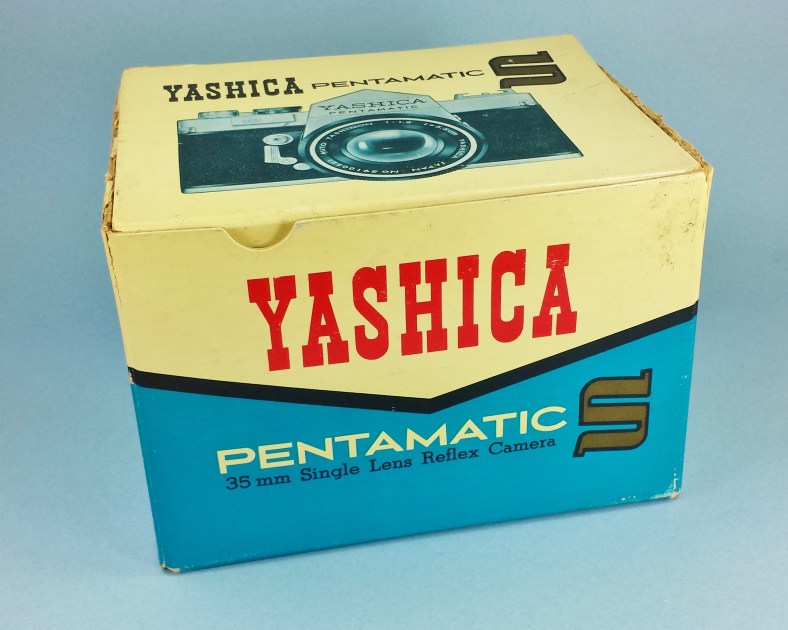 YASHICA PENTAMATIC S
YASHICA
PENTAMATIC
YASHICA
PENTAMATIC S
35 mm Single Lens Reflex Camera